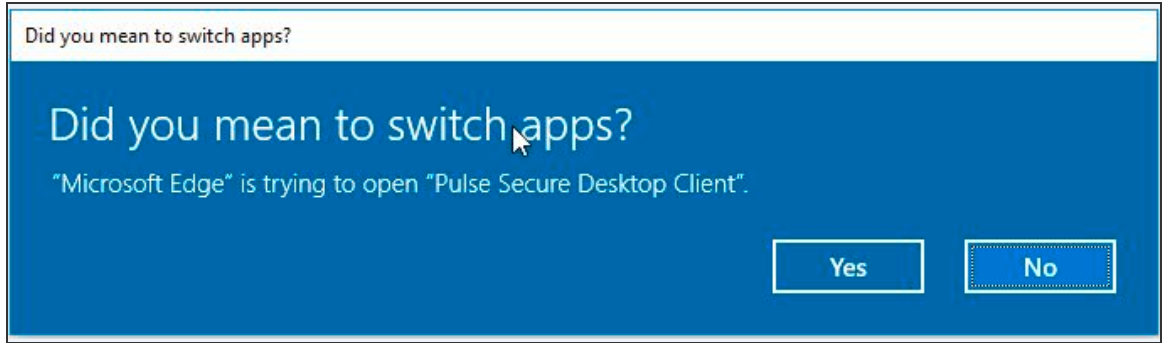 Did you mean to switch apps?
Did you mean to switch apps?
"Microsoft Edge" is trying to open "Pulse Secure Desktop Client".
Yes No